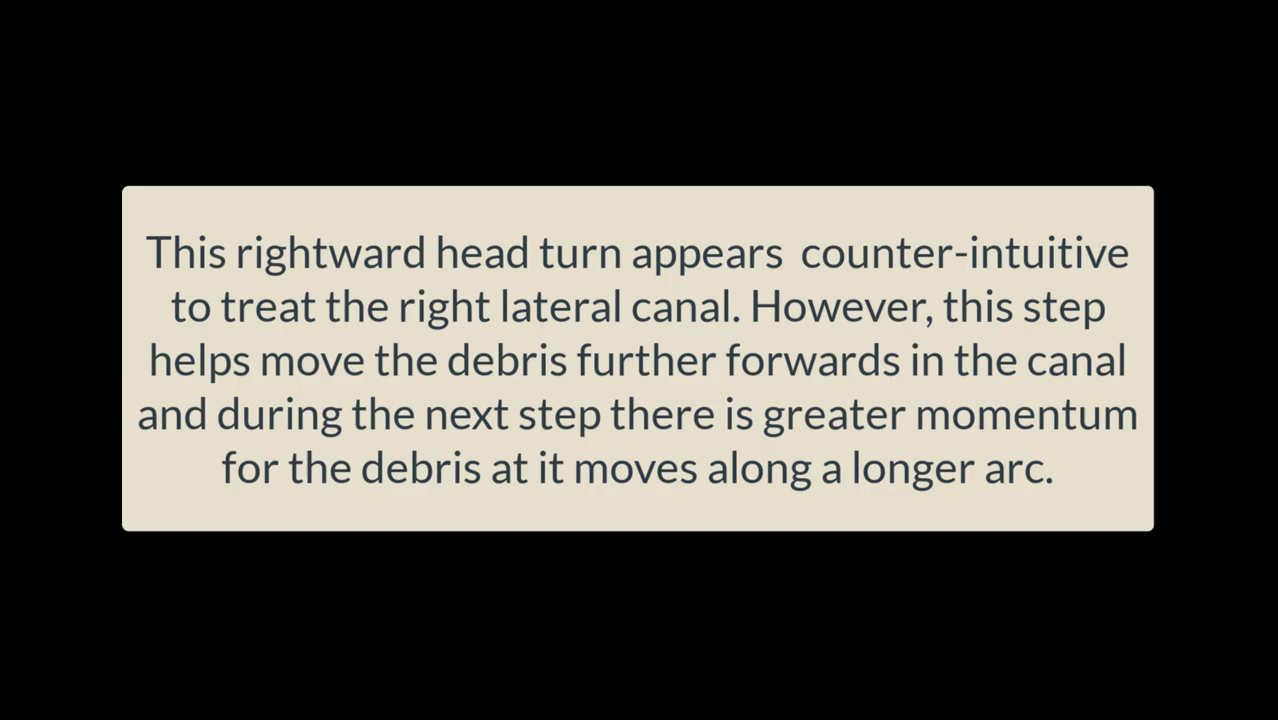 This rightward head turn appears  counter-intuitive
to treat the right lateral canal. However, this step
helps move the debris further forwards in the canal
and during the next step there is greater momentum
for the debris at it moves along a longer arc.